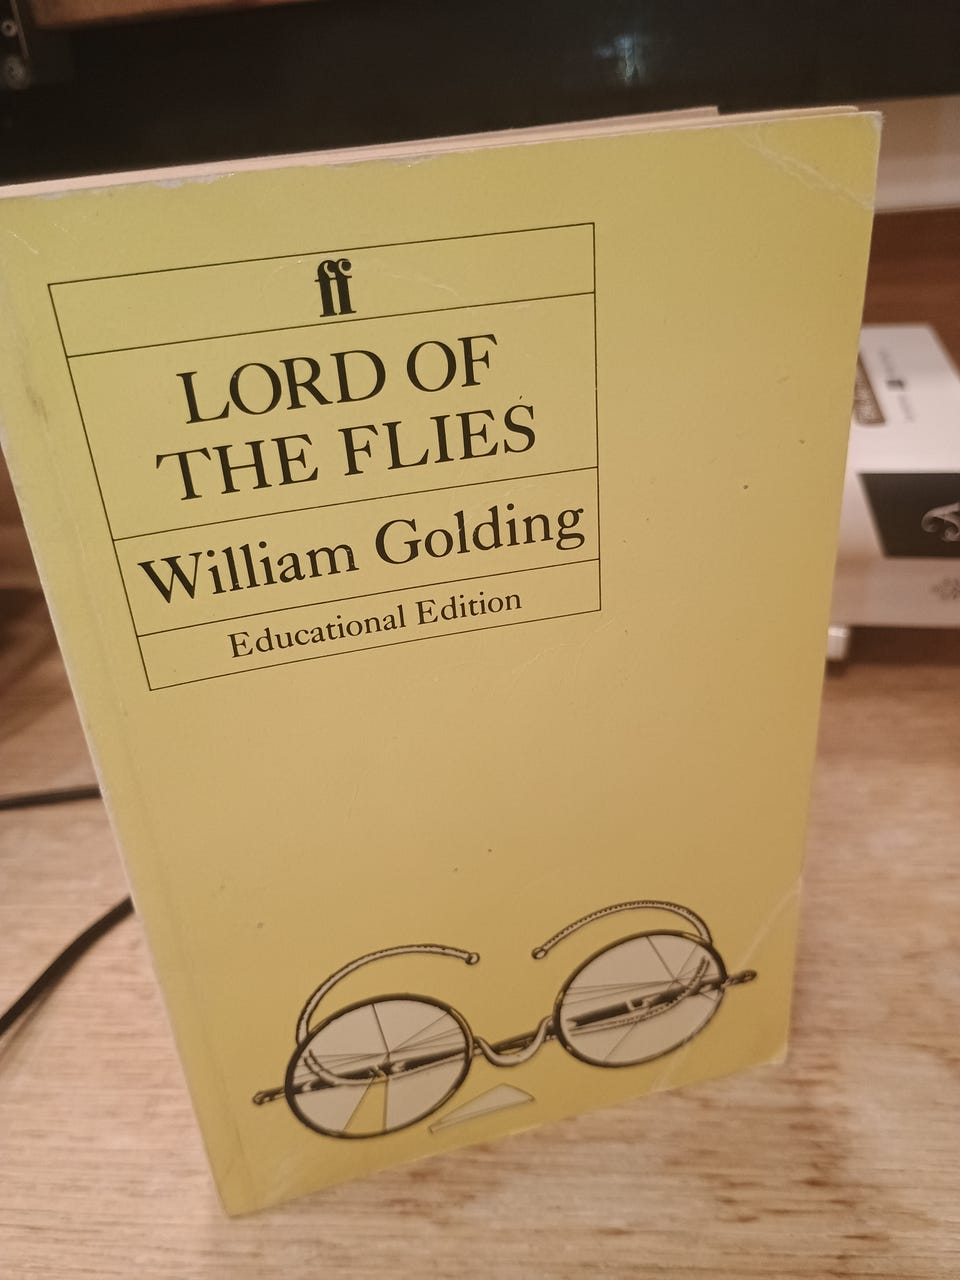 ff
LORD OF
THE FLIES
William Golding
Educational Edition